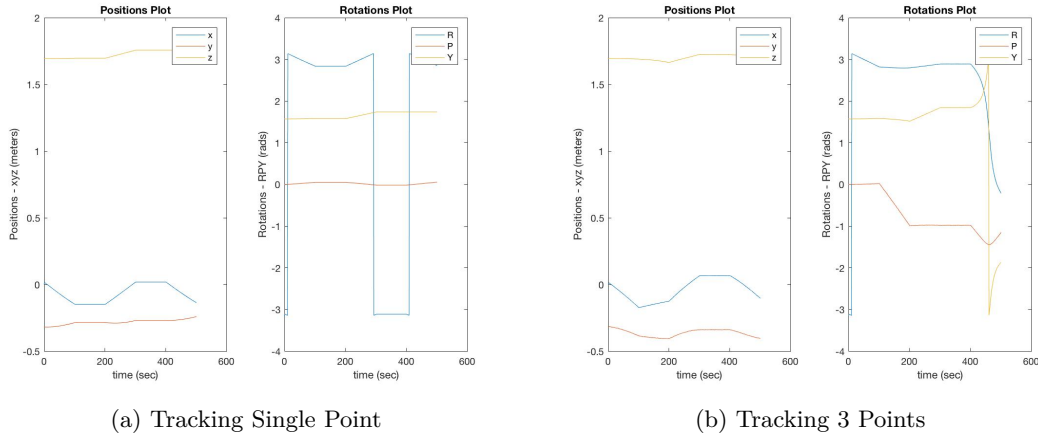 Positions Plot
x
y
z
2
1.5
1
0.5
0
-0.5
Positions - xyz (meters)
0
200
400
600
time (sec)
Rotations Plot
R
P
Y
4
3
2
1
0
-1
-2
-3
-4
Rotations - RPY (rads)
0
200
400
600
time (sec)
(a) Tracking Single Point
Positions Plot
x
y
z
2
1.5
1
0.5
0
-0.5
Positions - xyz (meters)
0
200
400
600
time (sec)
Rotations Plot
R
P
Y
4
3
2
1
0
-1
-2
-3
-4
Rotations - RPY (rads)
0
200
400
600
time (sec)
(b) Tracking 3 Points